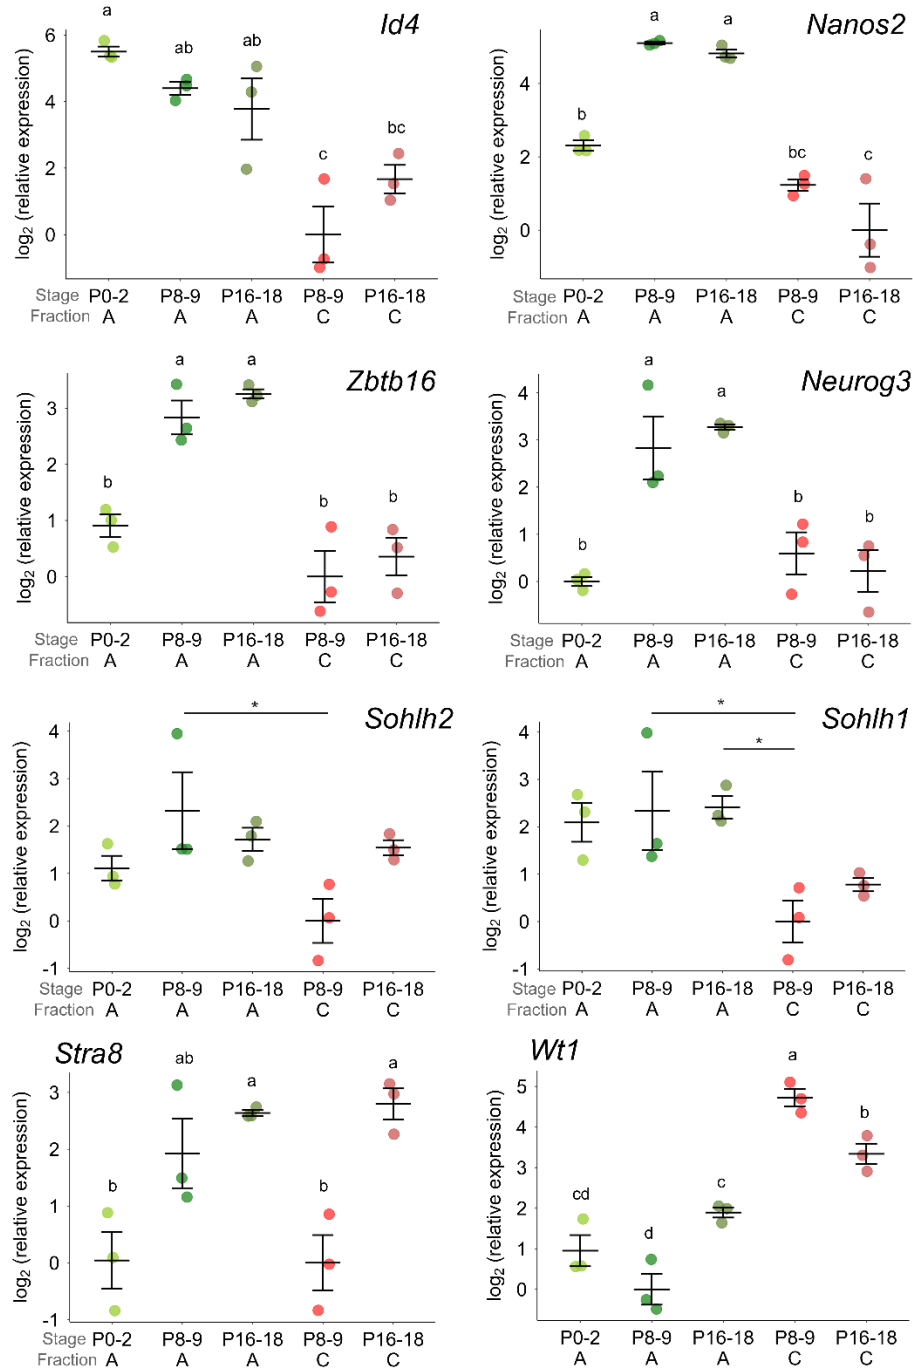 Id4
a
ab
ab
c
bc
6
4
2
0
log2 (relative expression)
Stage P0-2 P8-9 P16-18 P8-9 P16-18
Fraction A A A C C
Nanos2
a
a
b
bc
c
4
2
0
log2 (relative expression)
P0-2 P8-9 P16-18 P8-9 P16-18
A A A C C
Zbtb16
a
a
b
b
b
3
2
1
0
log2 (relative expression)
Stage P0-2 P8-9 P16-18 P8-9 P16-18
Fraction A A A C C
Neurog3
a
a
b
b
b
4
3
2
1
0
log2 (relative expression)
Stage P0-2 P8-9 P16-18 P8-9 P16-18
Fraction A A A C C
Sohlh2
*
4
3
2
1
0
-1
log2 (relative expression)
Stage P0-2 P8-9 P16-18 P8-9 P16-18
Fraction A A A C C
Sohlh1
*
*
4
3
2
1
0
-1
log2 (relative expression)
Stage P0-2 P8-9 P16-18 P8-9 P16-18
Fraction A A A C C
Stra8
ab
a
a
b
b
3
2
1
0
-1
log2 (relative expression)
Stage P0-2 P8-9 P16-18 P8-9 P16-18
Fraction A A A C C
Wt1
a
b
c
cd
d
5
4
3
2
1
0
log2 (relative expression)
Stage P0-2 P8-9 P16-18 P8-9 P16-18
Fraction A A A C C